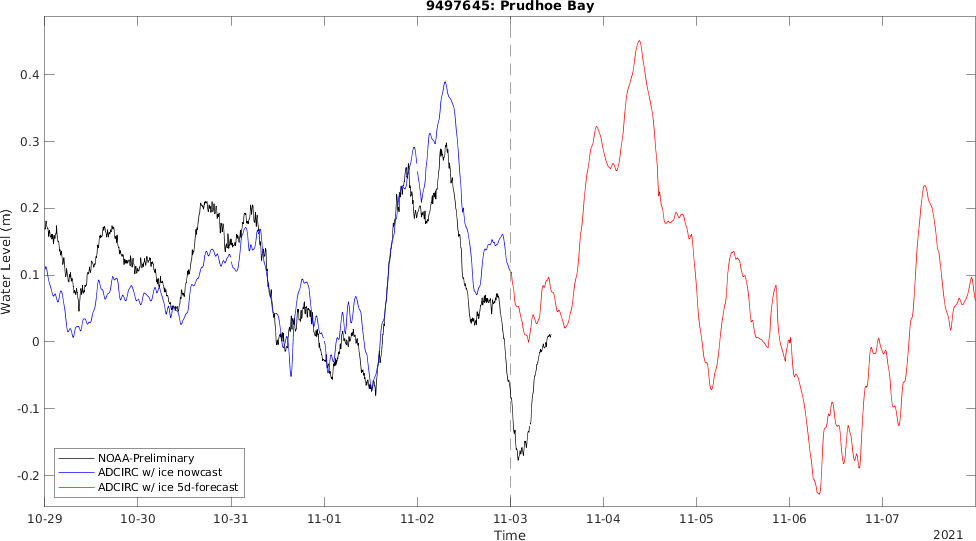 9497645: Prudhoe Bay
Water Level (m)
0.4
0.3
0.2
0.1
0
-0.1
-0.2
NOAA-Preliminary
ADCIRC w/ ice nowcast
ADCIRC w/ ice 5d-forecast
10-29 10-30 10-31 11-01 11-02 11-03 11-04 11-05 11-06 11-07
Time
2021